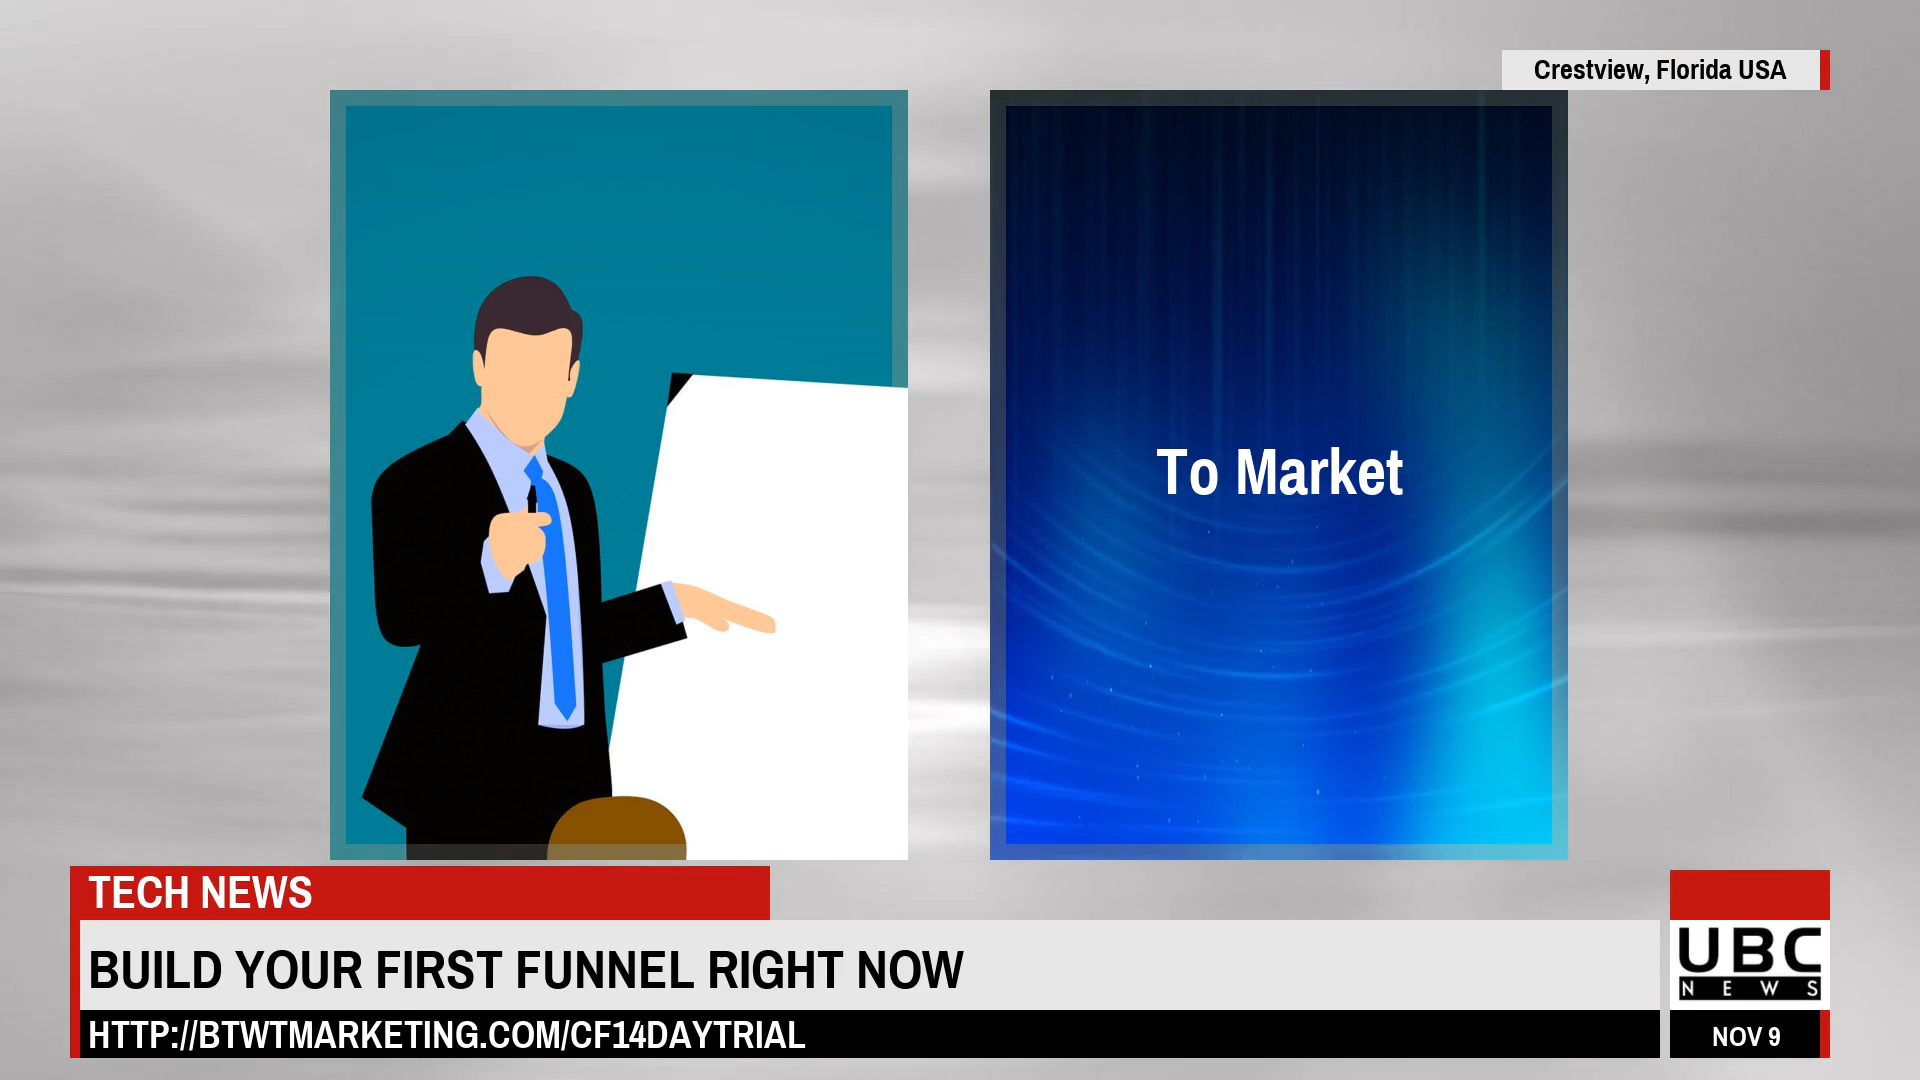 Crestview, Florida USA
To Market
TECH NEWS
BUILD YOUR FIRST FUNNEL RIGHT NOW
HTTP://BTWTMARKETING.COM/CF14DAYTRIAL
UBC
NEWS
NOV 9